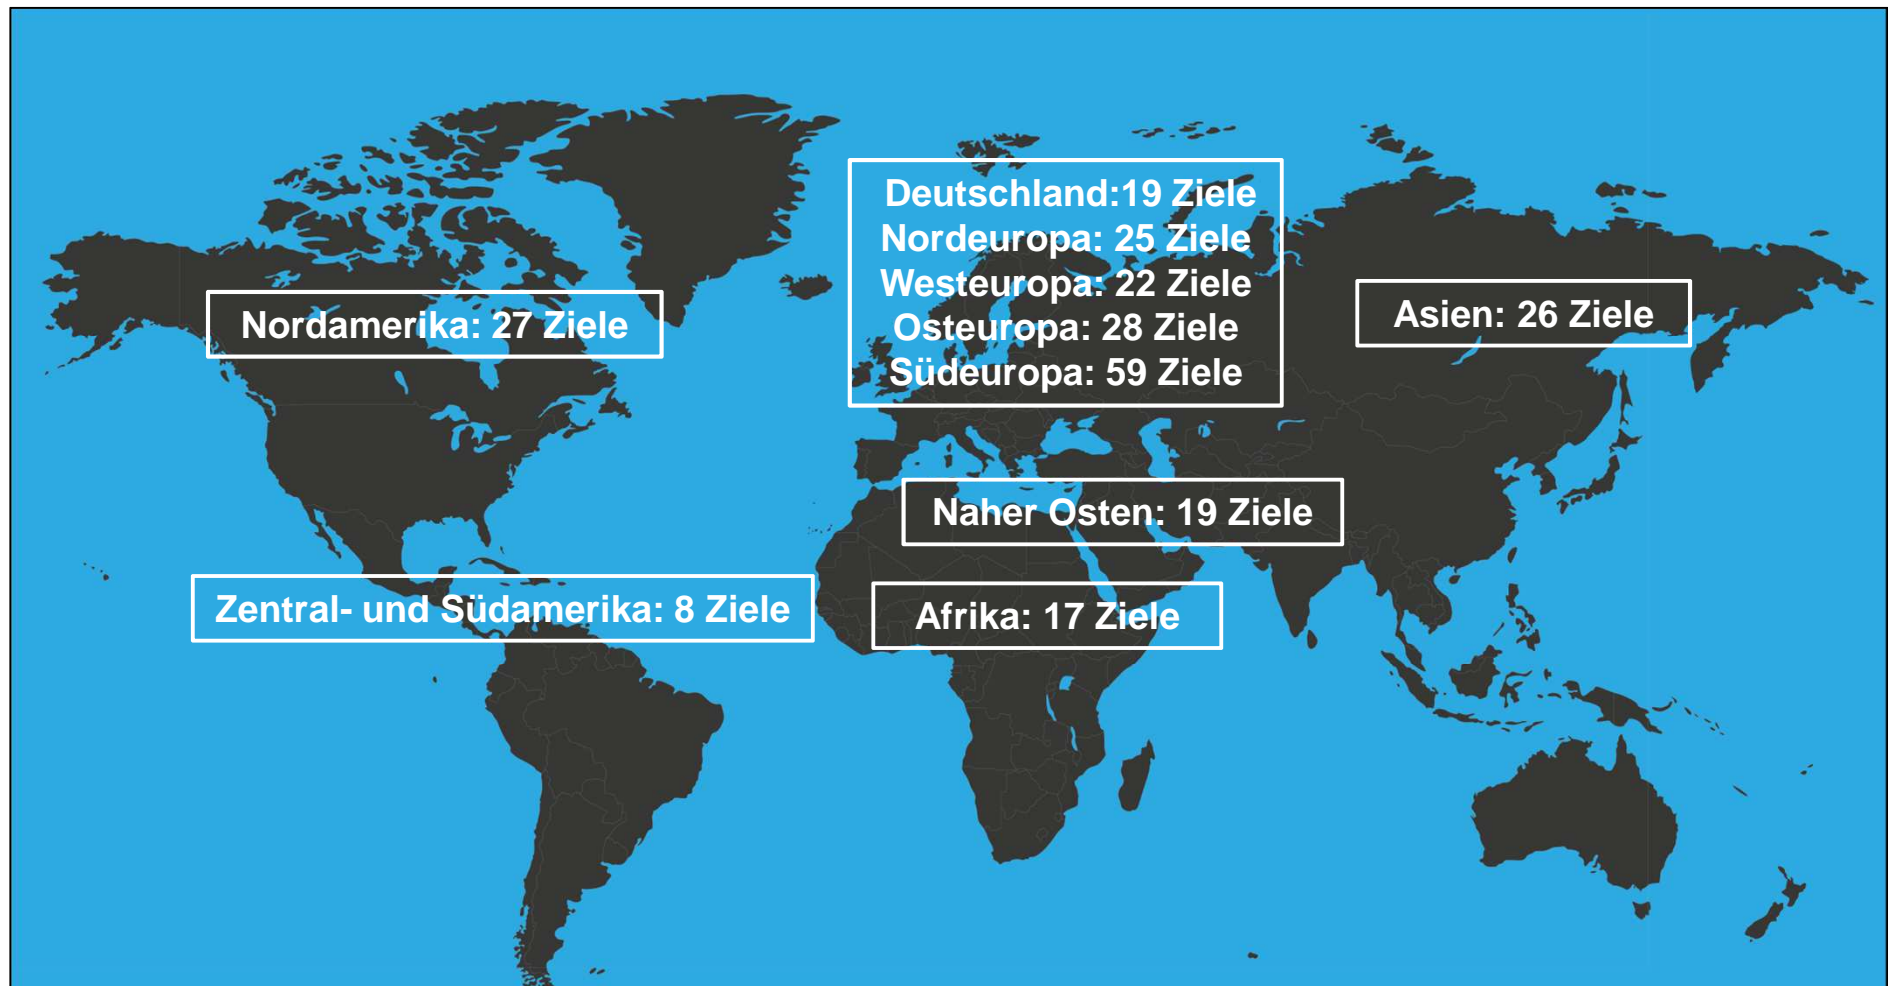 Deutschland:19 Ziele
Nordeuropa: 25 Ziele
Westeuropa: 22 Ziele
Osteuropa: 28 Ziele
Südeuropa: 59 Ziele
Nordamerika: 27 Ziele
Asien: 26 Ziele
Naher Osten: 19 Ziele
Zentral- und Südamerika: 8 Ziele
Afrika: 17 Ziele